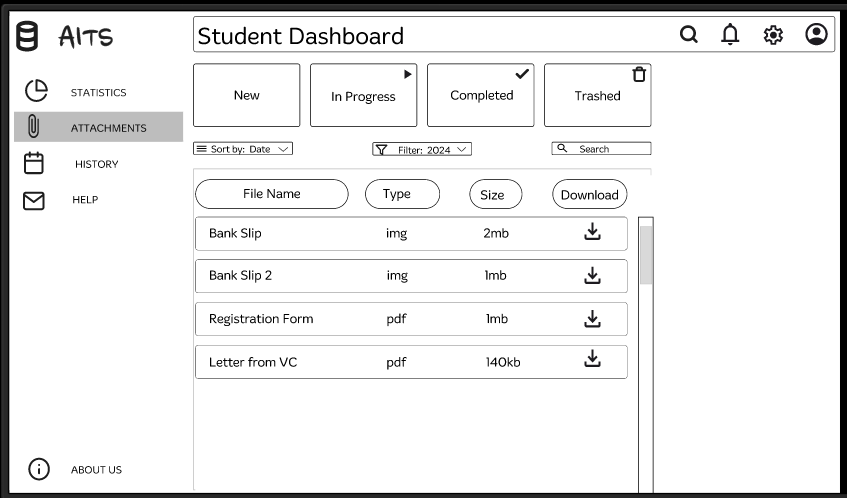 AITS
Student Dashboard
STATISTICS
ATTACHMENTS
HISTORY
HELP
ABOUT US
New
In Progress
Completed
Trashed
Sort by: Date
Filter: 2024
Search
File Name Type Size Download
Bank Slip img 2mb
Bank Slip 2 img 1mb
Registration Form pdf 1mb
Letter from VC pdf 140kb